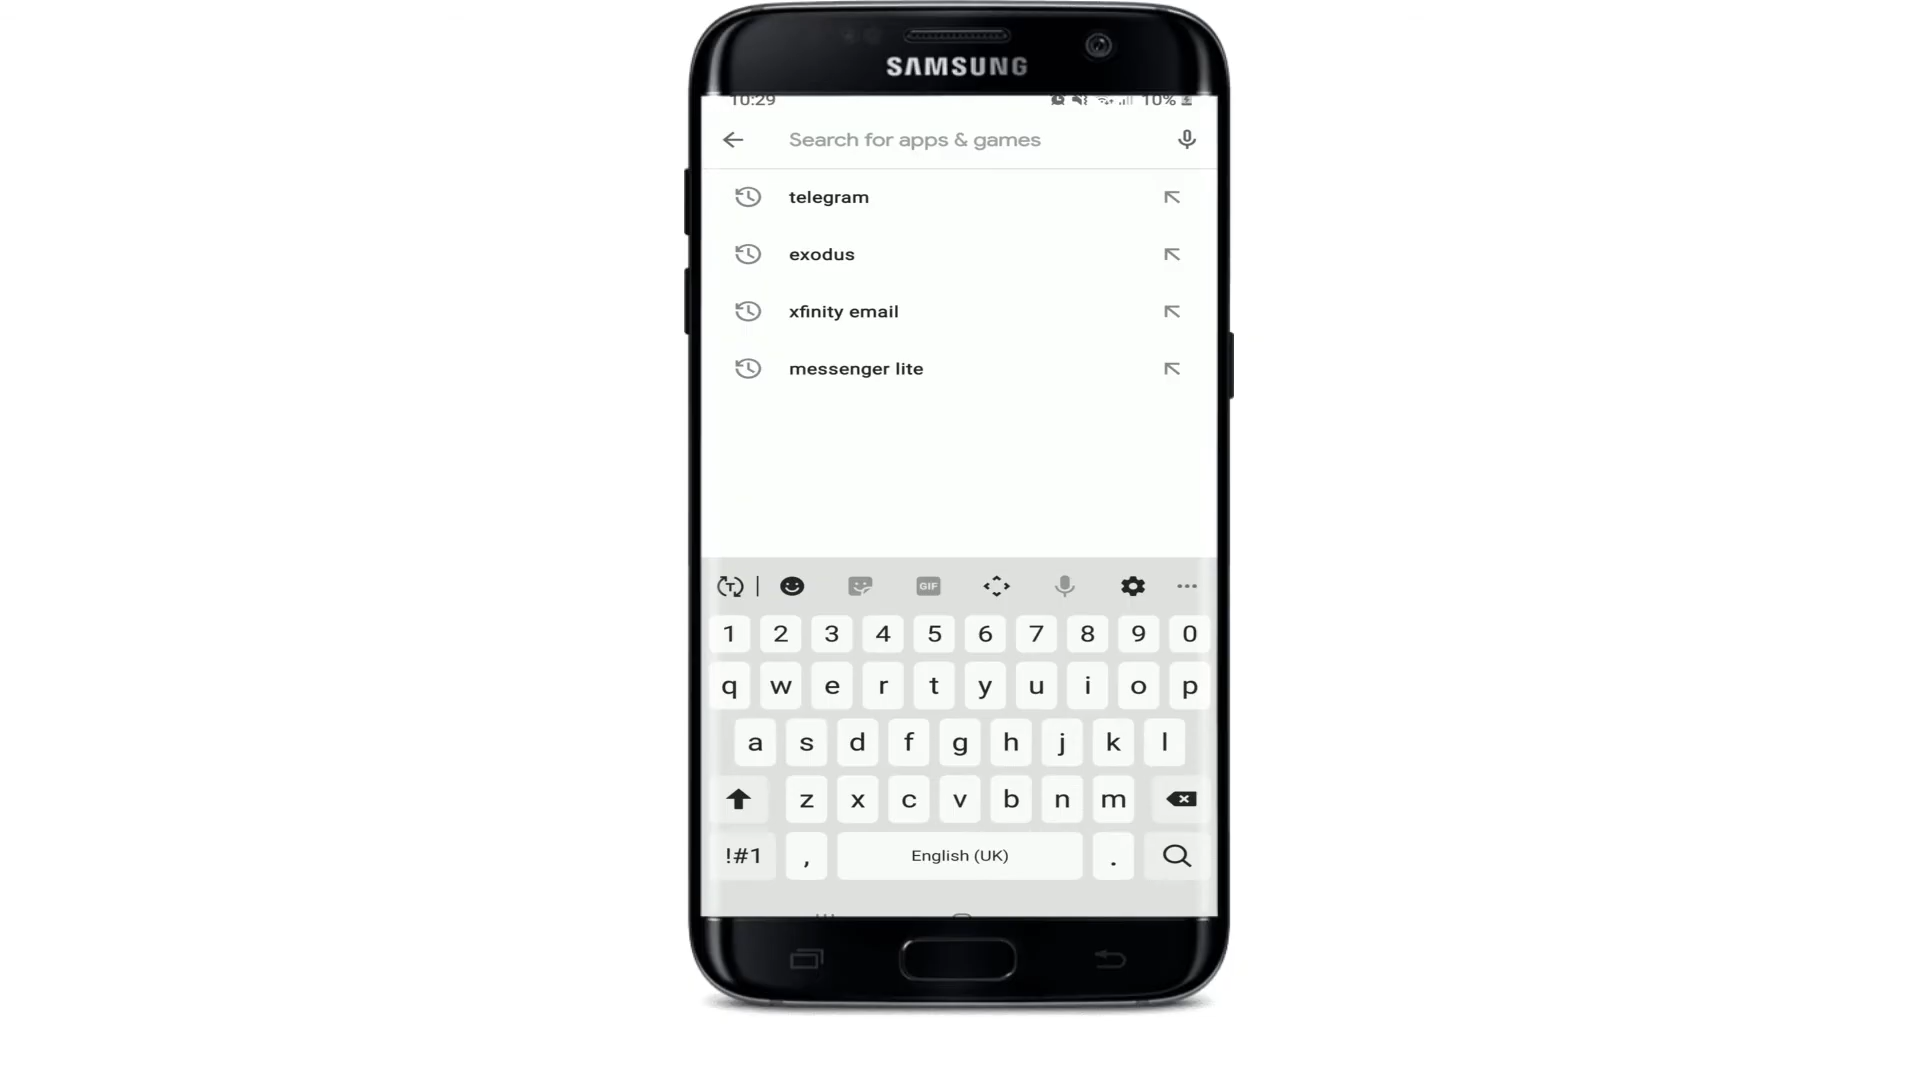 SAMSUNG
10:29 10%
Search for apps & games
telegram
exodus
xfinity email
messenger lite
T GIF
1 2 3 4 5 6 7 8 9 0
q w e r t y u i o p
a s d f g h j k l
z x c v b n m
!#1 , English (UK) .